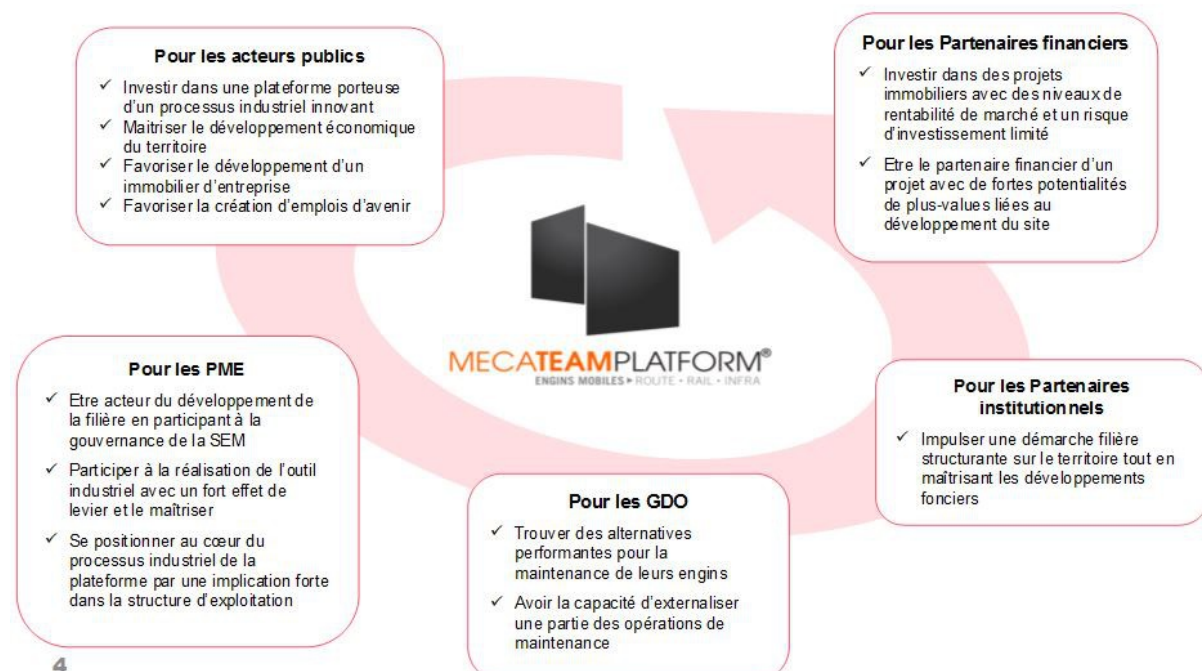 Pour les acteurs publics
✓ Investir dans une plateforme porteuse
d'un processus industriel innovant
✓ Maitriser le développement économique
du territoire
✓ Favoriser le développement d'un
immobilier d'entreprise
✓ Favoriser la création d'emplois d'avenir
Pour les Partenaires financiers
✓ Investir dans des projets
immobiliers avec des niveaux de
rentabilité de marché et un risque
d'investissement limité
✓ Etre le partenaire financier d'un
projet avec de fortes potentialités
de plus-values liées au
développement du site
MECATEAMPLATFORM®
ENGINS MOBILES ▸ ROUTE • RAIL • INFRA
Pour les PME
✓ Etre acteur du développement de
la filière en participant à la
gouvernance de la SEM
✓ Participer à la réalisation de l'outil
industriel avec un fort effet de
levier et le maîtriser
✓ Se positionner au cœur du
processus industriel de la
plateforme par une implication forte
dans la structure d'exploitation
Pour les GDO
✓ Trouver des alternatives
performantes pour la
maintenance de leurs engins
✓ Avoir la capacité d'externaliser
une partie des opérations de
maintenance
Pour les Partenaires
institutionnels
✓ Impulser une démarche filière
structurante sur le territoire tout en
maîtrisant les développements
fonciers
4